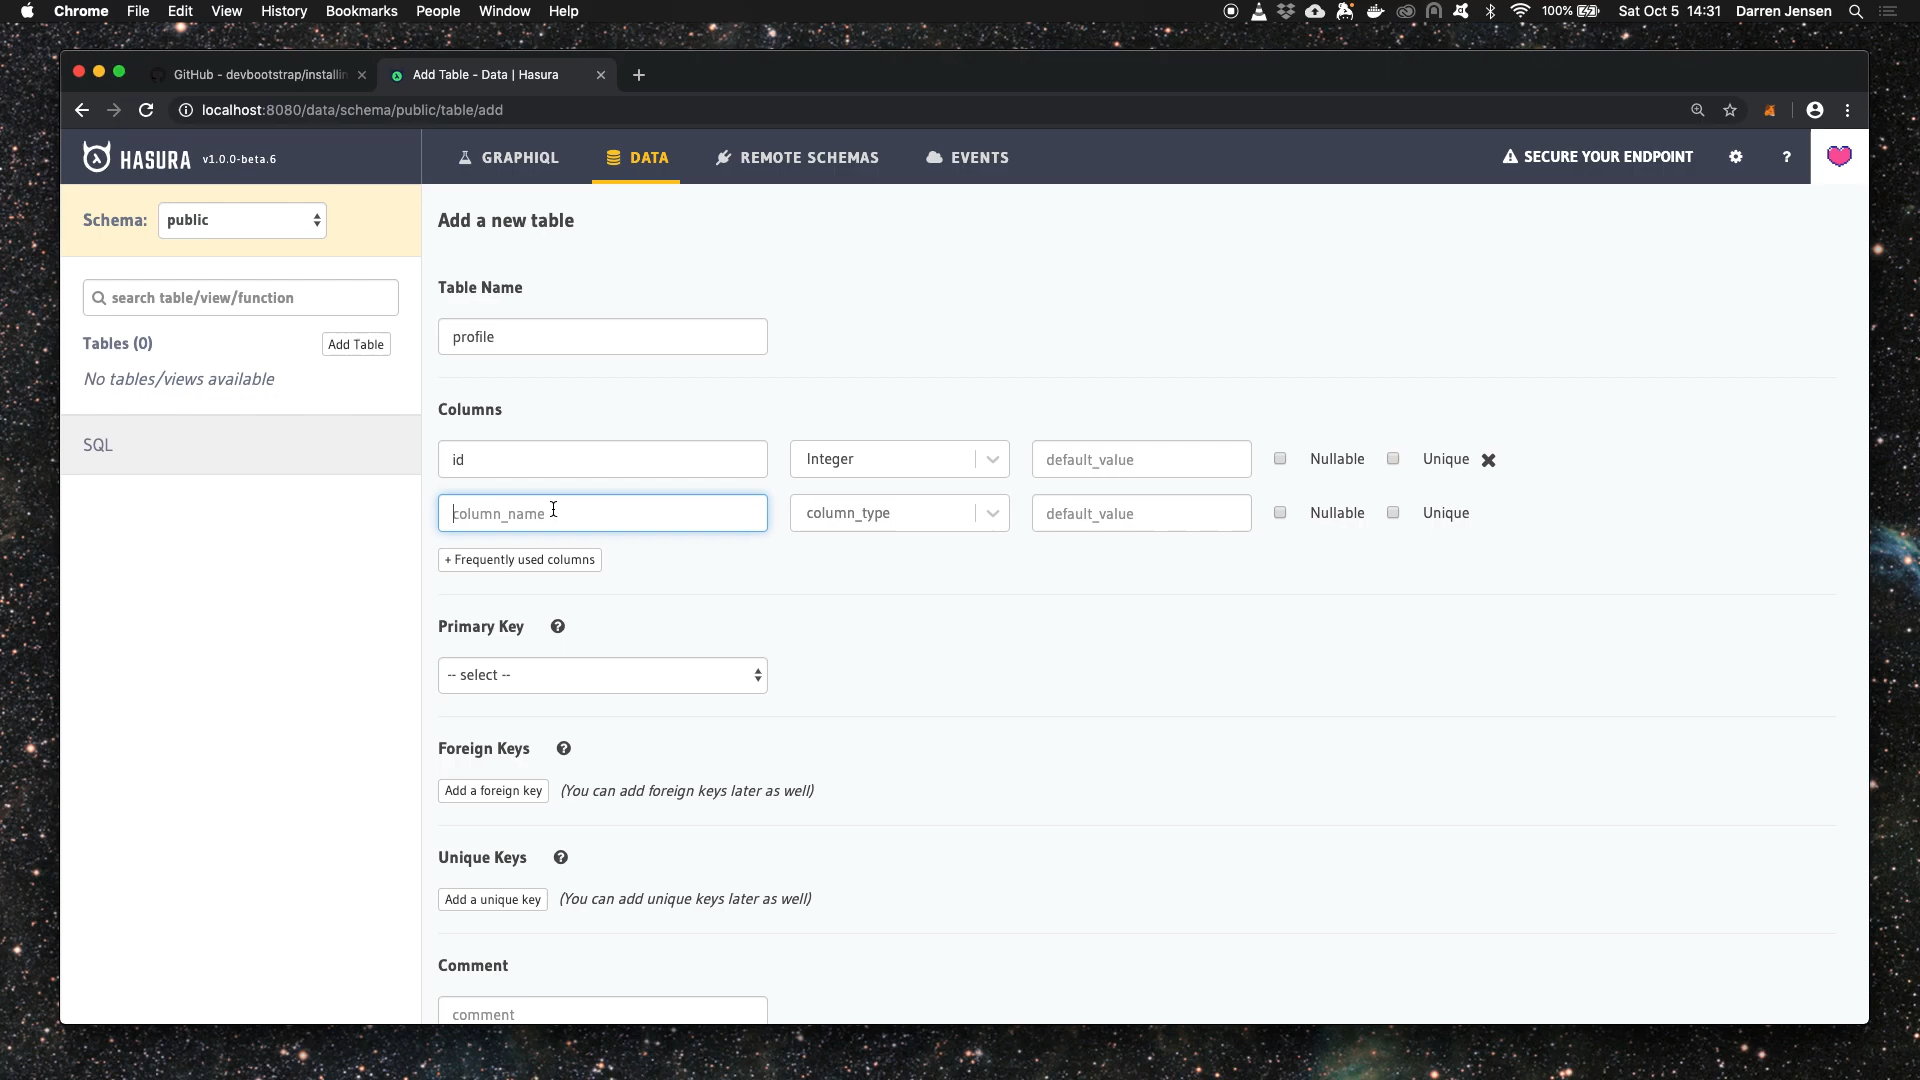 Chrome File Edit View History Bookmarks People Window Help 100% Sat Oct 5 14:31 Darren Jensen
GitHub - devbootstrap/installin
Add Table - Data | Hasura
localhost:8080/data/schema/public/table/add
HASURA v1.0.0-beta.6
GRAPHIQL DATA REMOTE SCHEMAS EVENTS SECURE YOUR ENDPOINT ?
Schema: public
search table/view/function
Tables (0) Add Table
No tables/views available
SQL
Add a new table
Table Name
profile
Columns
id Integer default_value Nullable Unique
column_name column_type default_value Nullable Unique
+ Frequently used columns
Primary Key ?
-- select --
Foreign Keys ?
Add a foreign key (You can add foreign keys later as well)
Unique Keys ?
Add a unique key (You can add unique keys later as well)
Comment
comment